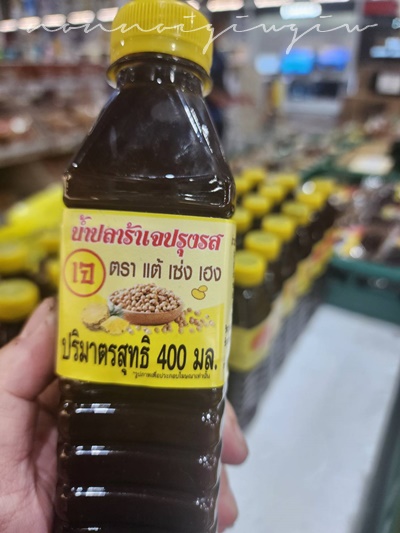 nonnorjiwjiw
น้ำปลาร้าเจปรุงรส
เจ ตรา แต้ เซ่ง เฮง
ปริมาตรสุทธิ 400 มล.